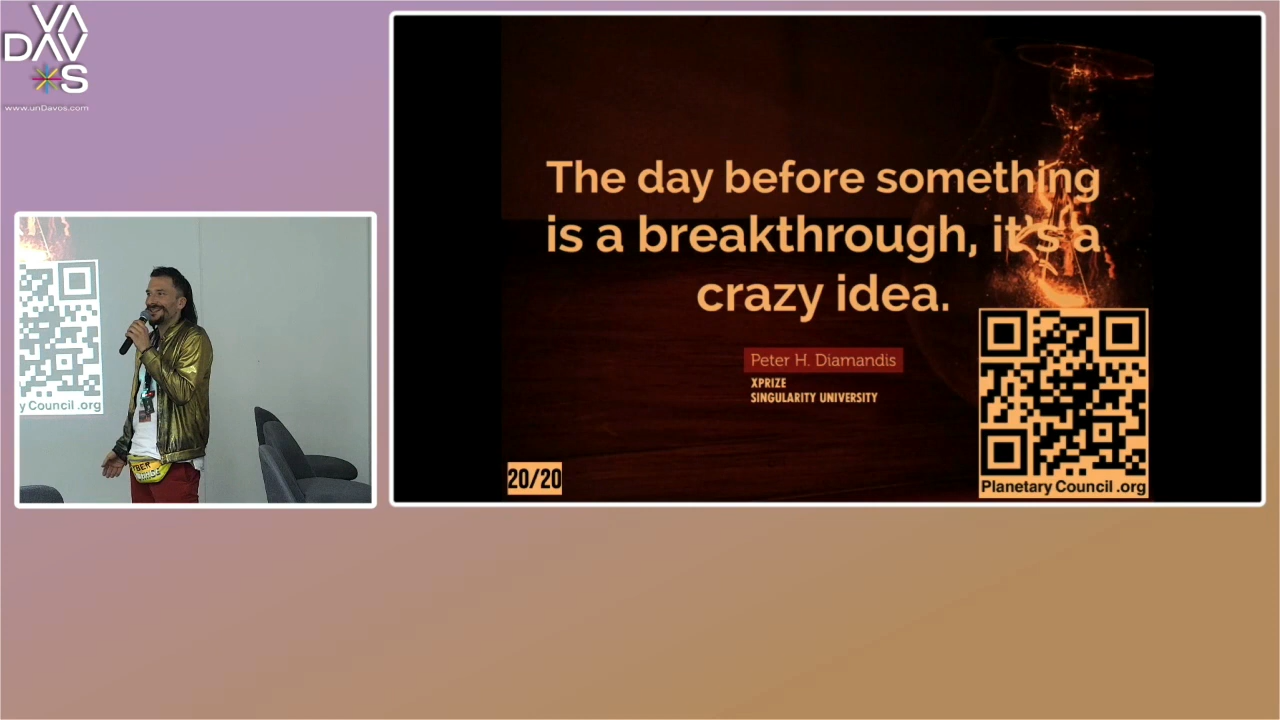 VA
DAV
S
www.unDavos.com
The day before something
is a breakthrough, it's a
crazy idea.
Peter H. Diamandis
XPRIZE
SINGULARITY UNIVERSITY
20/20
Planetary Council .org
y Council .org
YBER